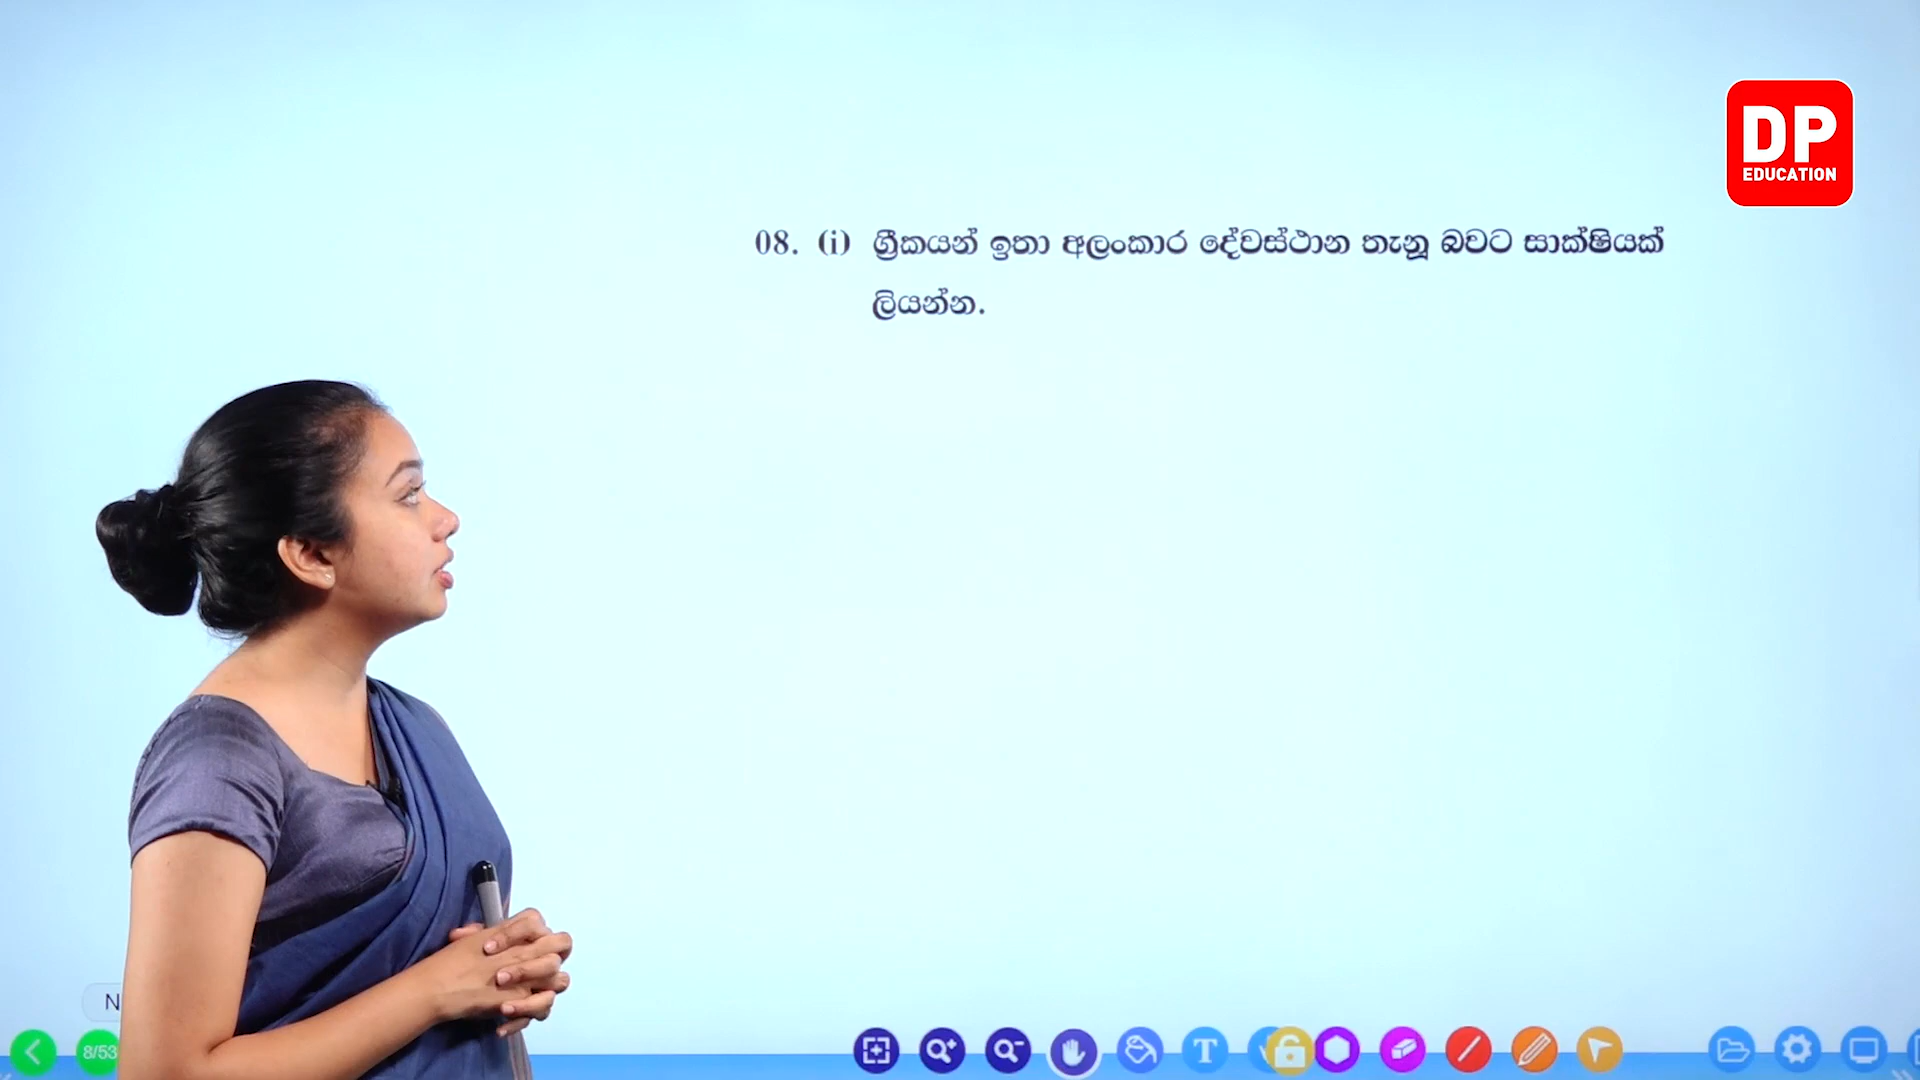 DP
EDUCATION
08. (i) ග්‍රීකයන් ඉතා අලංකාර දේවස්ථාන තැනූ බවට සාක්ෂියක්
ලියන්න.
N
8/53
T